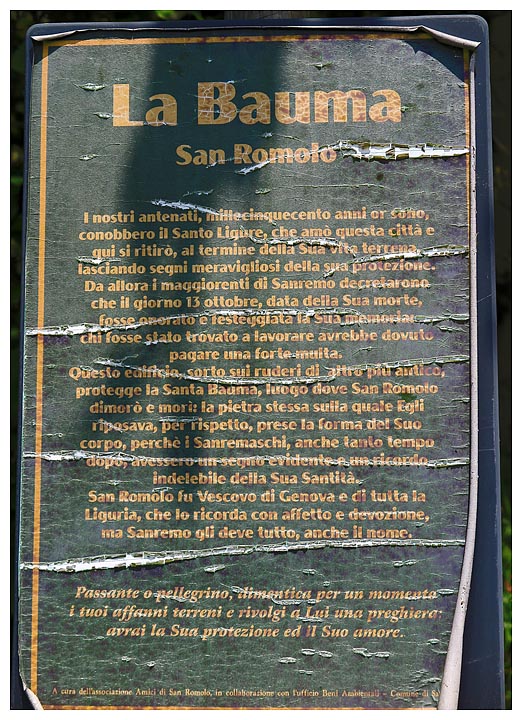 La Bauma
San Romolo
I nostri antenati, millecinquecento anni or sono,
conobbero il Santo Ligure, che amò questa città e
qui si ritirò, al termine della Sua vita terrena,
lasciando segni meravigliosi della sua protezione.
Da allora i maggiorenti di Sanremo decretarono
che il giorno 13 ottobre, data della Sua morte,
fosse onorato e festeggiata la Sua memoria:
chi fosse stato trovato a lavorare avrebbe dovuto
pagare una forte multa.
Questo edificio, sorto sui ruderi di altro più antico,
protegge la Santa Bauma, luogo dove San Romolo
dimorò e morì: la pietra stessa sulla quale Egli
riposava, per rispetto, prese la forma del Suo
corpo, perchè i Sanremaschi, anche tanto tempo
dopo, avessero un segno evidente e un ricordo
indelebile della Sua Santità.
San Romolo fu Vescovo di Genova e di tutta la
Liguria, che lo ricorda con affetto e devozione,
ma Sanremo gli deve tutto, anche il nome.
Passante o pellegrino, dimentica per un momento
i tuoi affanni terreni e rivolgi a Lui una preghiera:
avrai la Sua protezione ed il Suo amore.
A cura dell'associazione Amici di San Romolo, in collaborazione con l'ufficio Beni Ambientali - Comune di